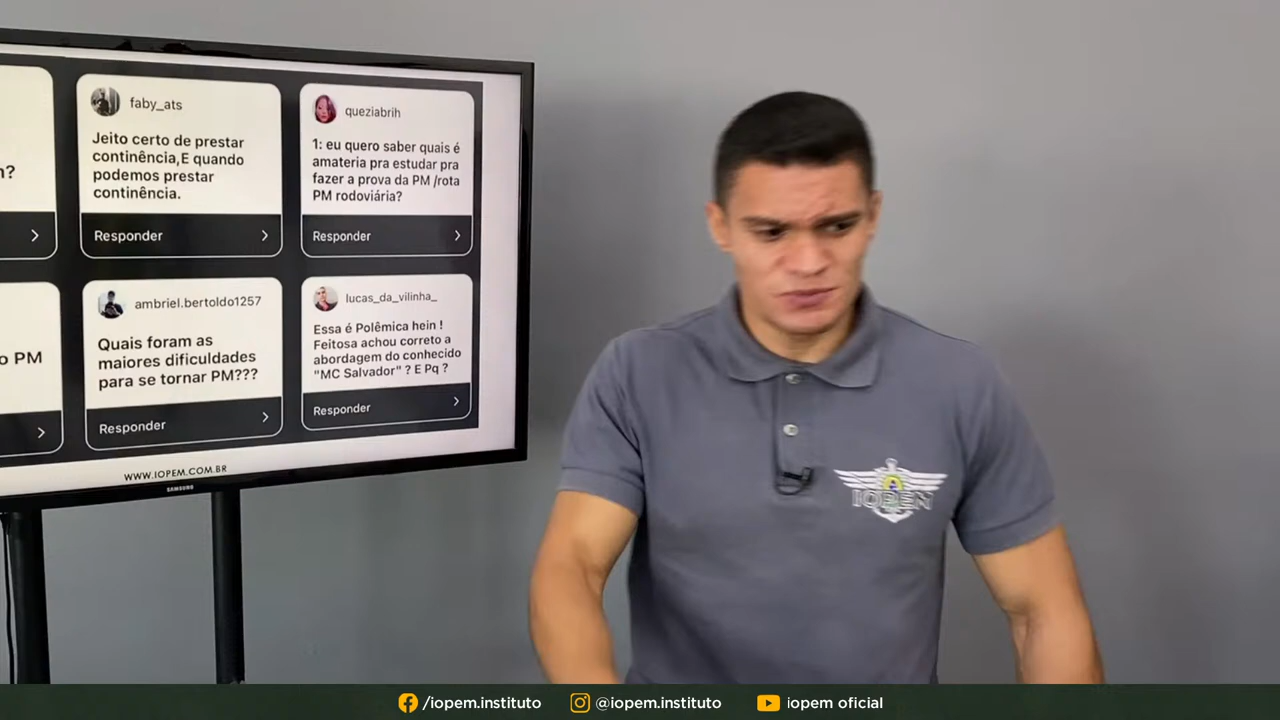 faby_ats
Jeito certo de prestar
continência,E quando
podemos prestar
continência.
Responder
queziabrih
1: eu quero saber quais é
amateria pra estudar pra
fazer a prova da PM /rota
PM rodoviária?
Responder
m?
o PM
ambriel.bertoldo1257
Quais foram as
maiores dificuldades
para se tornar PM???
Responder
lucas_da_vilinha_
Essa é Polêmica hein !
Feitosa achou correto a
abordagem do conhecido
"MC Salvador" ? E Pq ?
Responder
WWW.IOPEM.COM.BR
SAMSUNG
IOPEM
/iopem.instituto
@iopem.instituto
iopem oficial